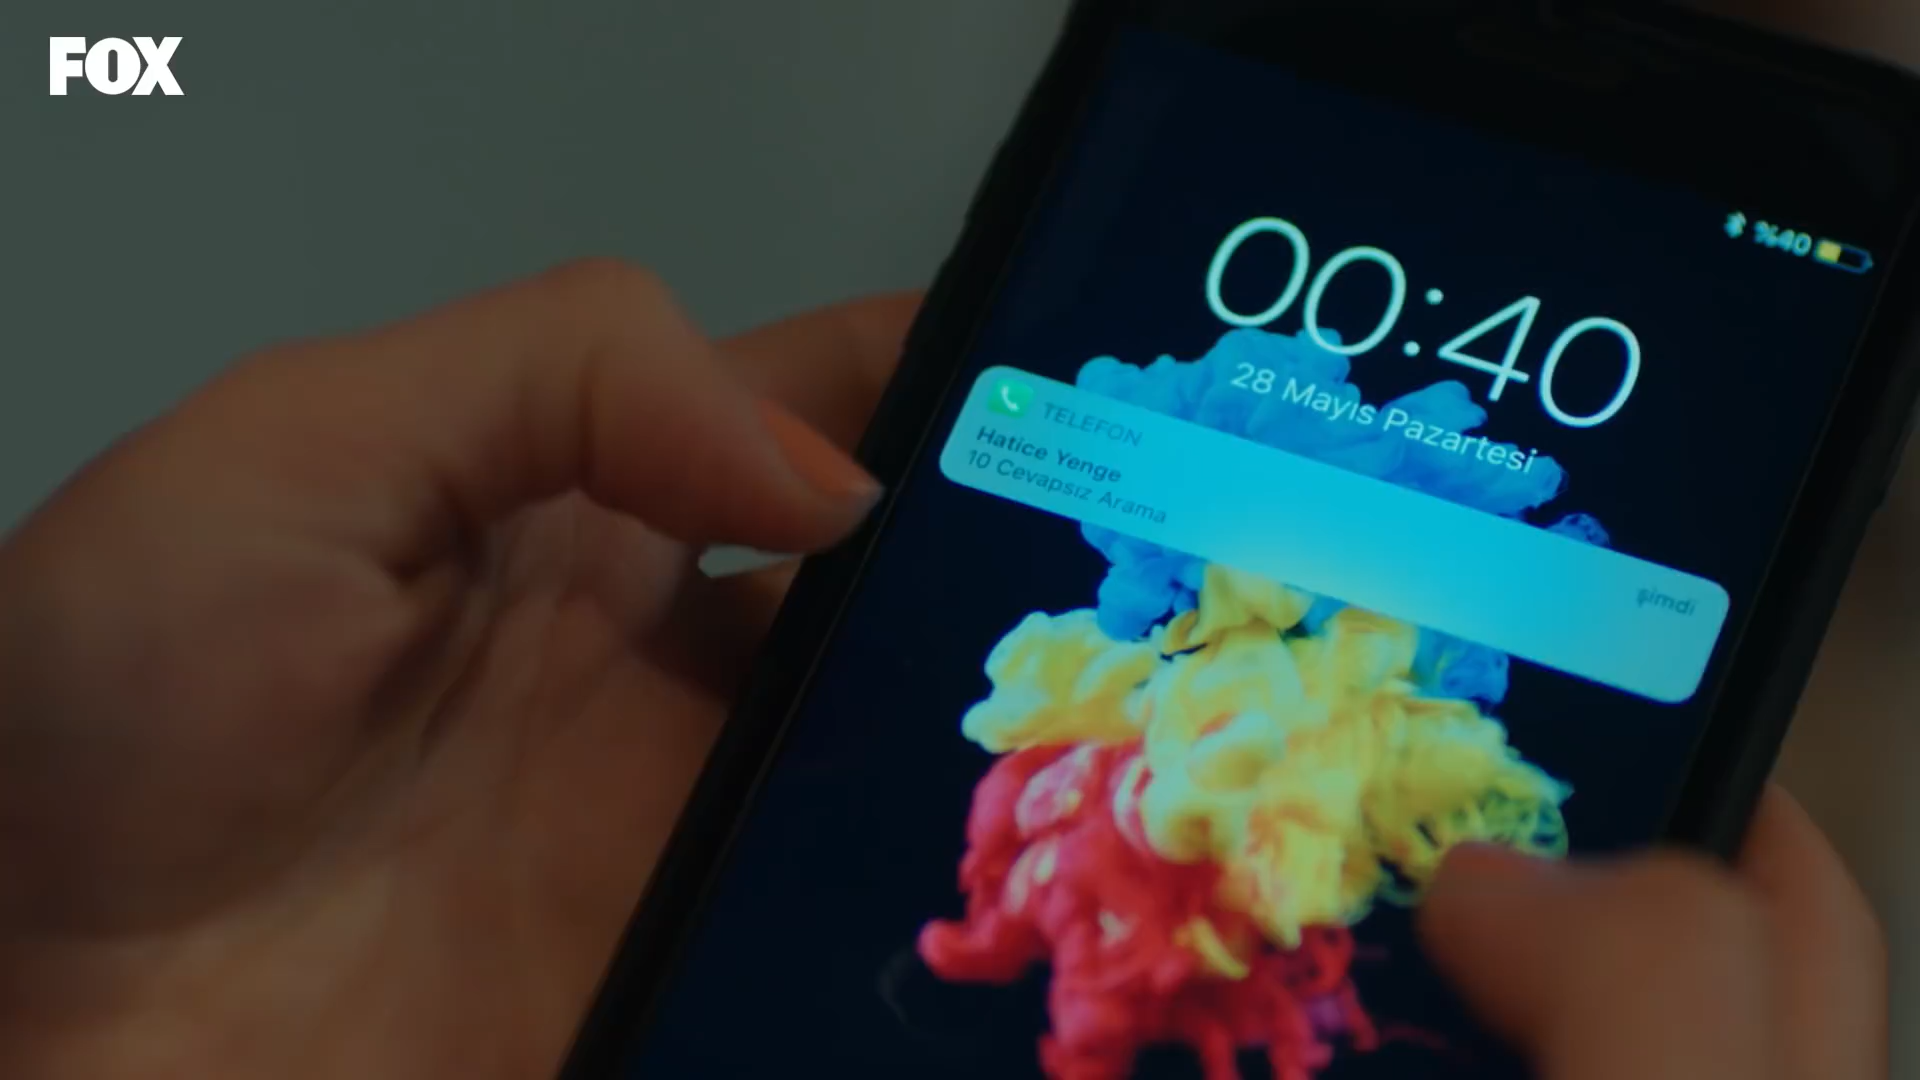 FOX
%40
00:40
28 Mayıs Pazartesi
TELEFON
şimdi
Hatice Yenge
10 Cevapsız Arama